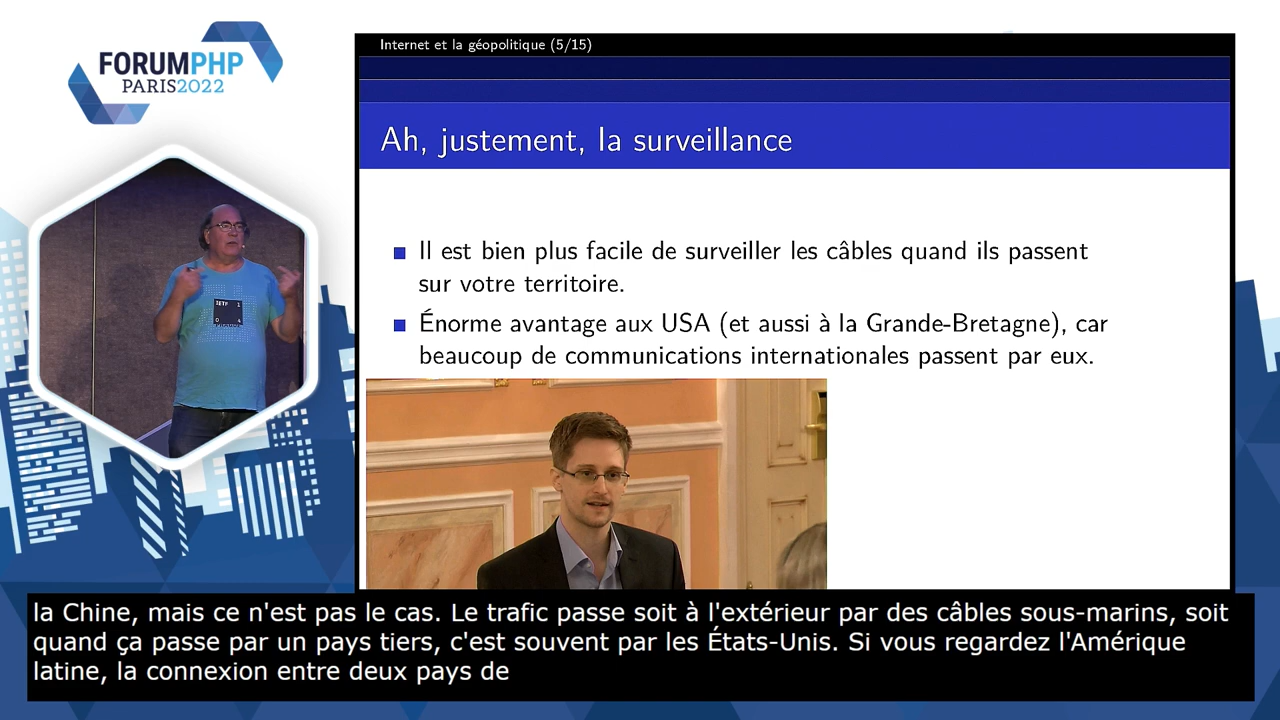 FORUMPHP
PARIS2022
IETF 1
0 4
Internet et la géopolitique (5/15)
Ah, justement, la surveillance
Il est bien plus facile de surveiller les câbles quand ils passent
sur votre territoire.
Énorme avantage aux USA (et aussi à la Grande-Bretagne), car
beaucoup de communications internationales passent par eux.
la Chine, mais ce n'est pas le cas. Le trafic passe soit à l'extérieur par des câbles sous-marins, soit
quand ça passe par un pays tiers, c'est souvent par les États-Unis. Si vous regardez l'Amérique
latine, la connexion entre deux pays de